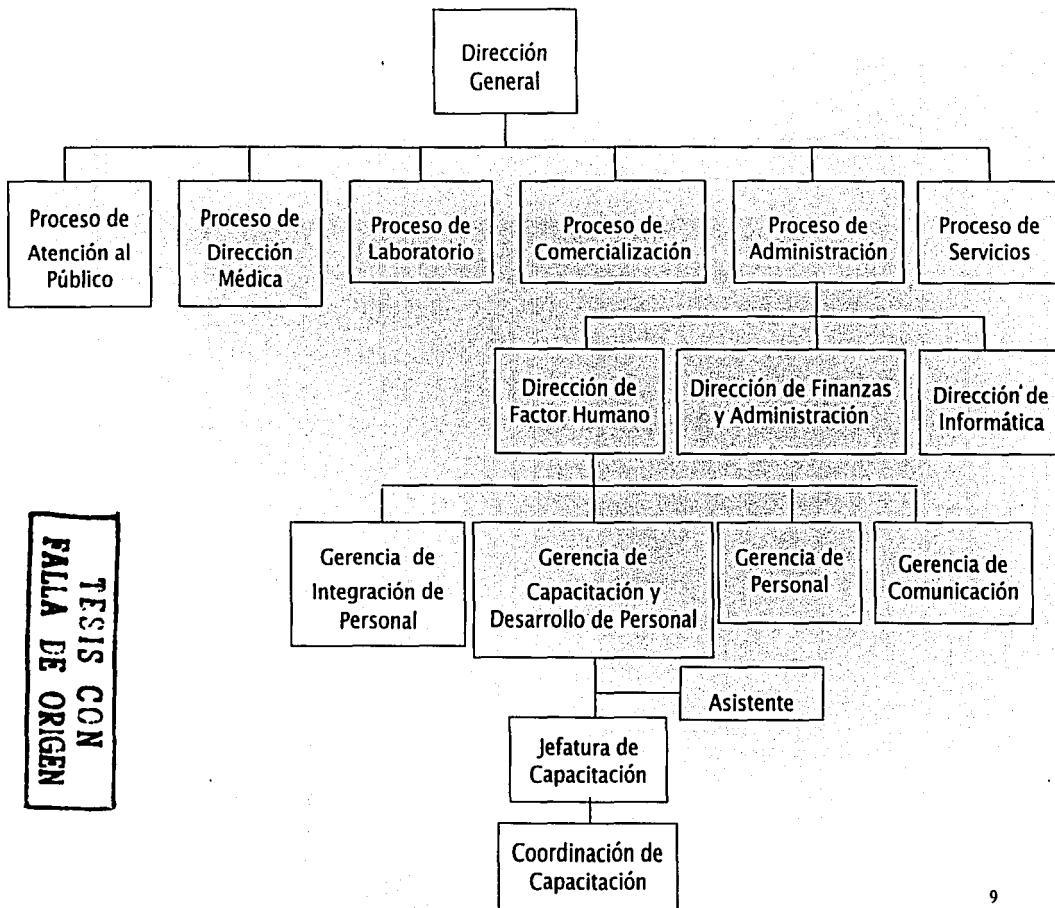 Dirección
General
Proceso de
Atención al
Público
Proceso de
Dirección
Médica
Proceso de
Laboratorio
Proceso de
Comercialización
Proceso de
Administración
Proceso de
Servicios
Dirección de
Factor Humano
Dirección de Finanzas
y Administración
Dirección de
Informática
Gerencia de
Integración de
Personal
Gerencia de
Capacitación y
Desarrollo de Personal
Gerencia de
Personal
Gerencia de
Comunicación
TESIS CON
FALLA DE ORIGEN
Asistente
Jefatura de
Capacitación
Coordinación de
Capacitación
9